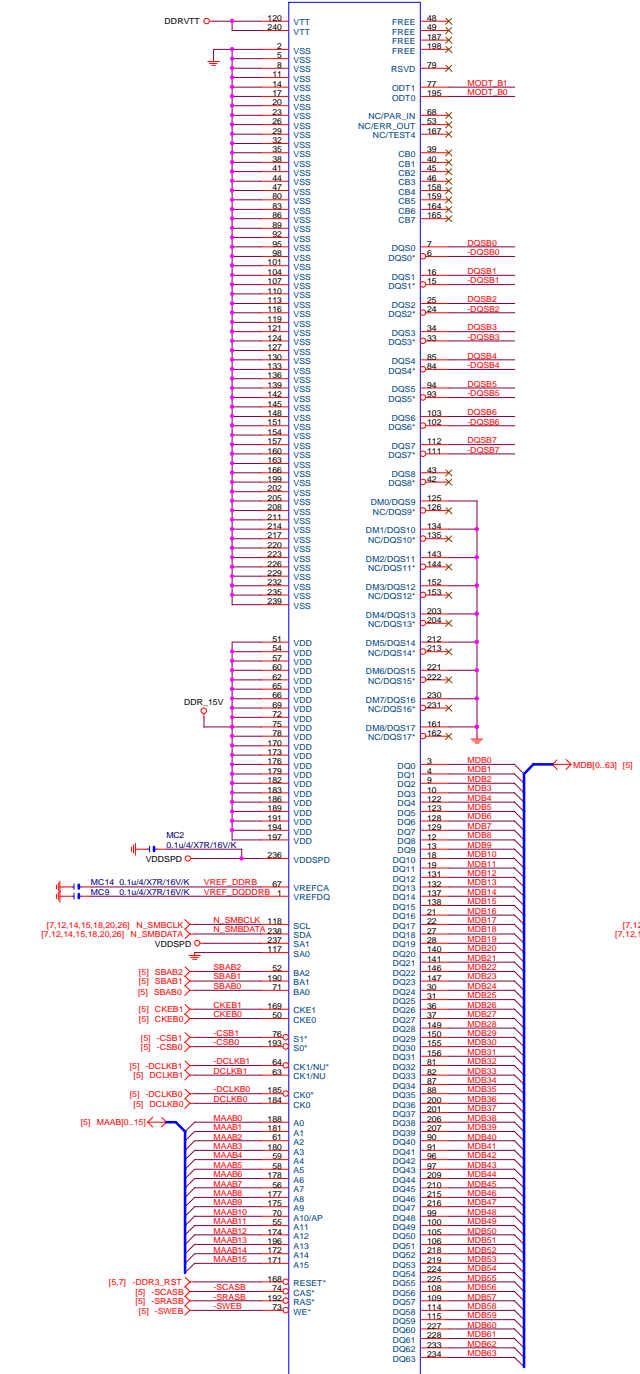 DDRVTT 120 VTT
240 VTT
2 VSS
5 VSS
8 VSS
11 VSS
14 VSS
17 VSS
20 VSS
23 VSS
26 VSS
29 VSS
32 VSS
35 VSS
38 VSS
41 VSS
44 VSS
47 VSS
80 VSS
83 VSS
86 VSS
89 VSS
92 VSS
95 VSS
98 VSS
101 VSS
104 VSS
107 VSS
110 VSS
113 VSS
116 VSS
119 VSS
121 VSS
124 VSS
127 VSS
130 VSS
133 VSS
136 VSS
139 VSS
142 VSS
145 VSS
148 VSS
151 VSS
154 VSS
157 VSS
160 VSS
163 VSS
166 VSS
199 VSS
202 VSS
205 VSS
208 VSS
211 VSS
214 VSS
217 VSS
220 VSS
223 VSS
226 VSS
229 VSS
232 VSS
235 VSS
239 VSS
51 VDD
54 VDD
57 VDD
60 VDD
62 VDD
65 VDD
66 VDD
DDR_15V 69 VDD
72 VDD
75 VDD
78 VDD
170 VDD
173 VDD
176 VDD
179 VDD
182 VDD
183 VDD
186 VDD
189 VDD
191 VDD
194 VDD
197 VDD
MC2
0.1u/4/X7R/16V/K
VDDSPD 236 VDDSPD
MC14 0.1u/4/X7R/16V/K VREF_DDRB 67 VREFCA
MC9 0.1u/4/X7R/16V/K VREF_DQDDRB 1 VREFDQ
[7,12,14,15,18,20,26] N_SMBCLK N_SMBCLK 118 SCL
[7,12,14,15,18,20,26] N_SMBDATA N_SMBDATA 238 SDA
VDDSPD 237 SA1
117 SA0
[5] SBAB2 SBAB2 52 BA2
[5] SBAB1 SBAB1 190 BA1
[5] SBAB0 SBAB0 71 BA0
[5] CKEB1 CKEB1 169 CKE1
[5] CKEB0 CKEB0 50 CKE0
[5] -CSB1 -CSB1 76 S1*
[5] -CSB0 -CSB0 193 S0*
[5] -DCLKB1 -DCLKB1 64 CK1/NU*
[5] DCLKB1 DCLKB1 63 CK1/NU
[5] -DCLKB0 -DCLKB0 185 CK0*
[5] DCLKB0 DCLKB0 184 CK0
[5] MAAB[0..15] MAAB0 188 A0
MAAB1 181 A1
MAAB2 61 A2
MAAB3 180 A3
MAAB4 59 A4
MAAB5 58 A5
MAAB6 178 A6
MAAB7 56 A7
MAAB8 177 A8
MAAB9 175 A9
MAAB10 70 A10/AP
MAAB11 55 A11
MAAB12 174 A12
MAAB13 196 A13
MAAB14 172 A14
MAAB15 171 A15
[5,7] -DDR3_RST 168 RESET*
[5] -SCASB -SCASB 74 CAS*
[5] -SRASB -SRASB 192 RAS*
[5] -SWEB -SWEB 73 WE*
FREE 48
FREE 49
FREE 187
FREE 198
RSVD 79
ODT1 77 MODT_B1
ODT0 195 MODT_B0
NC/PAR_IN 68
NC/ERR_OUT 53
NC/TEST4 167
CB0 39
CB1 40
CB2 45
CB3 46
CB4 158
CB5 159
CB6 164
CB7 165
DQS0 7 DQSB0
DQS0* 6 -DQSB0
DQS1 16 DQSB1
DQS1* 15 -DQSB1
DQS2 25 DQSB2
DQS2* 24 -DQSB2
DQS3 34 DQSB3
DQS3* 33 -DQSB3
DQS4 85 DQSB4
DQS4* 84 -DQSB4
DQS5 94 DQSB5
DQS5* 93 -DQSB5
DQS6 103 DQSB6
DQS6* 102 -DQSB6
DQS7 112 DQSB7
DQS7* 111 -DQSB7
DQS8 43
DQS8* 42
DM0/DQS9 125
NC/DQS9* 126
DM1/DQS10 134
NC/DQS10* 135
DM2/DQS11 143
NC/DQS11* 144
DM3/DQS12 152
NC/DQS12* 153
DM4/DQS13 203
NC/DQS13* 204
DM5/DQS14 212
NC/DQS14* 213
DM6/DQS15 221
NC/DQS15* 222
DM7/DQS16 230
NC/DQS16* 231
DM8/DQS17 161
NC/DQS17* 162
DQ0 3 MDB0 MDB[0..63] [5]
DQ1 4 MDB1
DQ2 9 MDB2
DQ3 10 MDB3
DQ4 122 MDB4
DQ5 123 MDB5
DQ6 128 MDB6
DQ7 129 MDB7
DQ8 12 MDB8
DQ9 13 MDB9
DQ10 18 MDB10
DQ11 19 MDB11
DQ12 131 MDB12
DQ13 132 MDB13
DQ14 137 MDB14
DQ15 138 MDB15
DQ16 21 MDB16
DQ17 22 MDB17
DQ18 27 MDB18
DQ19 28 MDB19
DQ20 140 MDB20
DQ21 141 MDB21
DQ22 146 MDB22
DQ23 147 MDB23
DQ24 30 MDB24
DQ25 31 MDB25
DQ26 36 MDB26
DQ27 37 MDB27
DQ28 149 MDB28
DQ29 150 MDB29
DQ30 155 MDB30
DQ31 156 MDB31
DQ32 81 MDB32
DQ33 82 MDB33
DQ34 87 MDB34
DQ35 88 MDB35
DQ36 200 MDB36
DQ37 201 MDB37
DQ38 206 MDB38
DQ39 207 MDB39
DQ40 90 MDB40
DQ41 91 MDB41
DQ42 96 MDB42
DQ43 97 MDB43
DQ44 209 MDB44
DQ45 210 MDB45
DQ46 215 MDB46
DQ47 216 MDB47
DQ48 99 MDB48
DQ49 100 MDB49
DQ50 105 MDB50
DQ51 106 MDB51
DQ52 218 MDB52
DQ53 219 MDB53
DQ54 224 MDB54
DQ55 225 MDB55
DQ56 108 MDB56
DQ57 109 MDB57
DQ58 114 MDB58
DQ59 115 MDB59
DQ60 227 MDB60
DQ61 228 MDB61
DQ62 233 MDB62
DQ63 234 MDB63
[7,12
[7,12,1